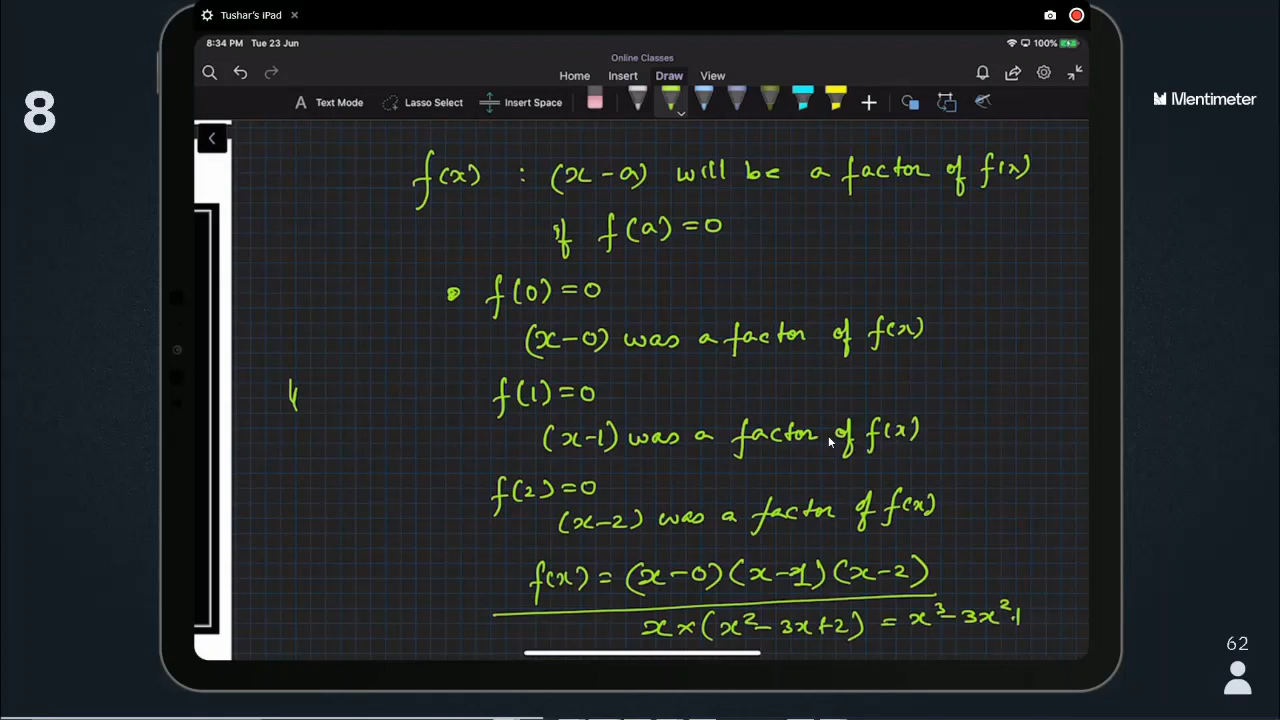 Tushar's iPad ×
8:34 PM Tue 23 Jun
100%
Online Classes
Home Insert Draw View
A Text Mode Lasso Select Insert Space
8
Mentimeter
f(x) : (x-a) will be a factor of f(x)
if f(a)=0
• f(0)=0
(x-0) was a factor of f(x)
f(1)=0
(x-1) was a factor of f(x)
f(2)=0
(x-2) was a factor of f(x)
f(x) = (x-0)(x-1)(x-2)
x×(x²-3x+2) = x³-3x²+
62